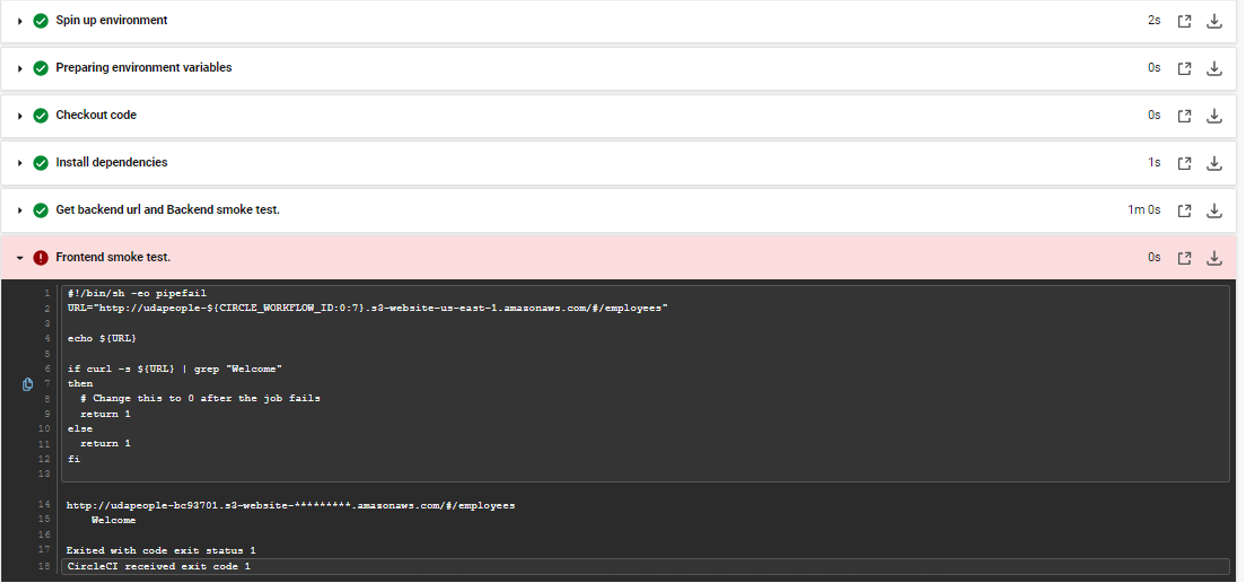 Spin up environment 2s
Preparing environment variables 0s
Checkout code 0s
Install dependencies 1s
Get backend url and Backend smoke test. 1m 0s
Frontend smoke test. 0s
1 #!/bin/sh -eo pipefail
2 URL="http://udapeople-${CIRCLE_WORKFLOW_ID:0:7}.s3-website-us-east-1.amazonaws.com/#/employees"
3
4 echo ${URL}
5
6 if curl -s ${URL} | grep "Welcome"
7 then
8   # Change this to 0 after the job fails
9   return 1
10 else
11   return 1
12 fi
13
14 http://udapeople-bc93701.s3-website-*********.amazonaws.com/#/employees
15     Welcome
16
17 Exited with code exit status 1
18 CircleCI received exit code 1